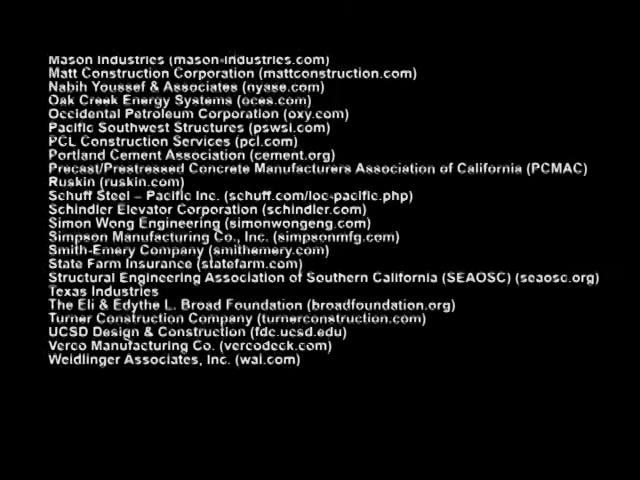 Mason Industries (mason-industries.com)
Matt Construction Corporation (mattconstruction.com)
Nabih Youssef & Associates (nyase.com)
Oak Creek Energy Systems (oces.com)
Occidental Petroleum Corporation (oxy.com)
Pacific Southwest Structures (pswsi.com)
PCL Construction Services (pcl.com)
Portland Cement Association (cement.org)
Precast/Prestressed Concrete Manufacturers Association of California (PCMAC)
Ruskin (ruskin.com)
Schuff Steel – Pacific Inc. (schuff.com/loc-pacific.php)
Schindler Elevator Corporation (schindler.com)
Simon Wong Engineering (simonwongeng.com)
Simpson Manufacturing Co., Inc. (simpsonmfg.com)
Smith-Emery Company (smithemery.com)
State Farm Insurance (statefarm.com)
Structural Engineering Association of Southern California (SEAOSC) (seaosc.org)
Texas Industries
The Eli & Edythe L. Broad Foundation (broadfoundation.org)
Turner Construction Company (turnerconstruction.com)
UCSD Design & Construction (fdc.ucsd.edu)
Verco Manufacturing Co. (vercodeck.com)
Weidlinger Associates, Inc. (wai.com)